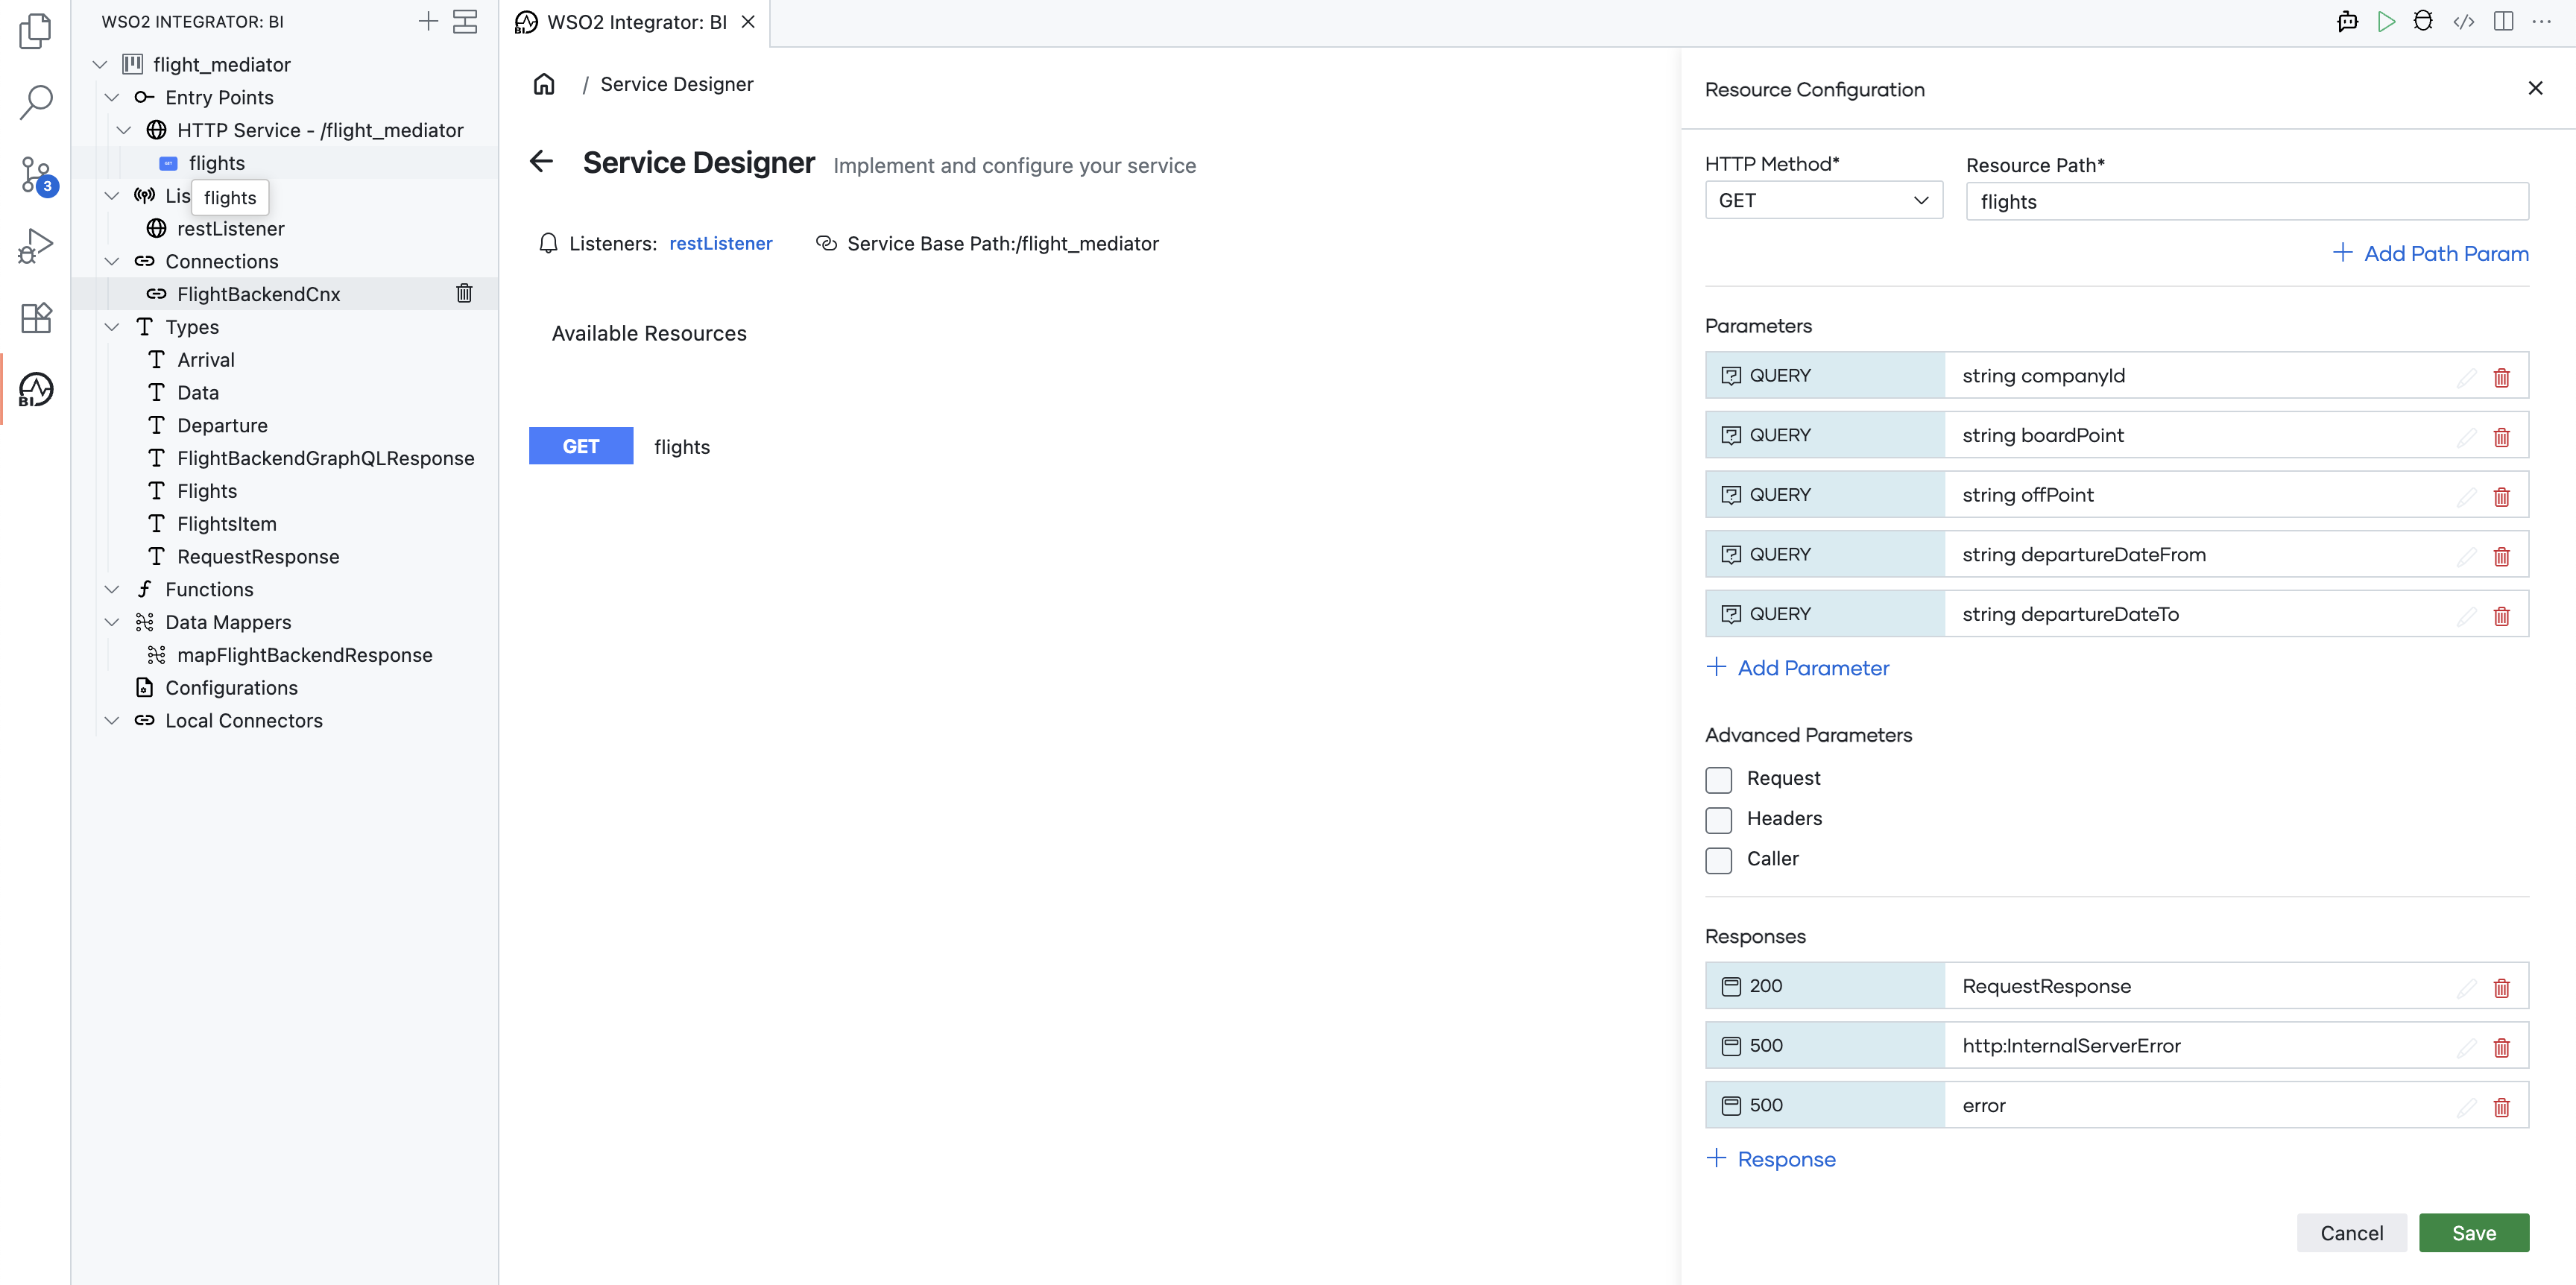 WSO2 INTEGRATOR: BI
flight_mediator
Entry Points
HTTP Service - /flight_mediator
flights
Lis
flights
restListener
Connections
FlightBackendCnx
Types
Arrival
Data
Departure
FlightBackendGraphQLResponse
Flights
FlightsItem
RequestResponse
Functions
Data Mappers
mapFlightBackendResponse
Configurations
Local Connectors
3
BI
WSO2 Integrator: BI
/ Service Designer
Service Designer Implement and configure your service
Listeners: restListener Service Base Path:/flight_mediator
Available Resources
GET flights
Resource Configuration
HTTP Method* Resource Path*
GET flights
Add Path Param
Parameters
QUERY string companyId
QUERY string boardPoint
QUERY string offPoint
QUERY string departureDateFrom
QUERY string departureDateTo
Add Parameter
Advanced Parameters
Request
Headers
Caller
Responses
200 RequestResponse
500 http:InternalServerError
500 error
Response
Cancel Save